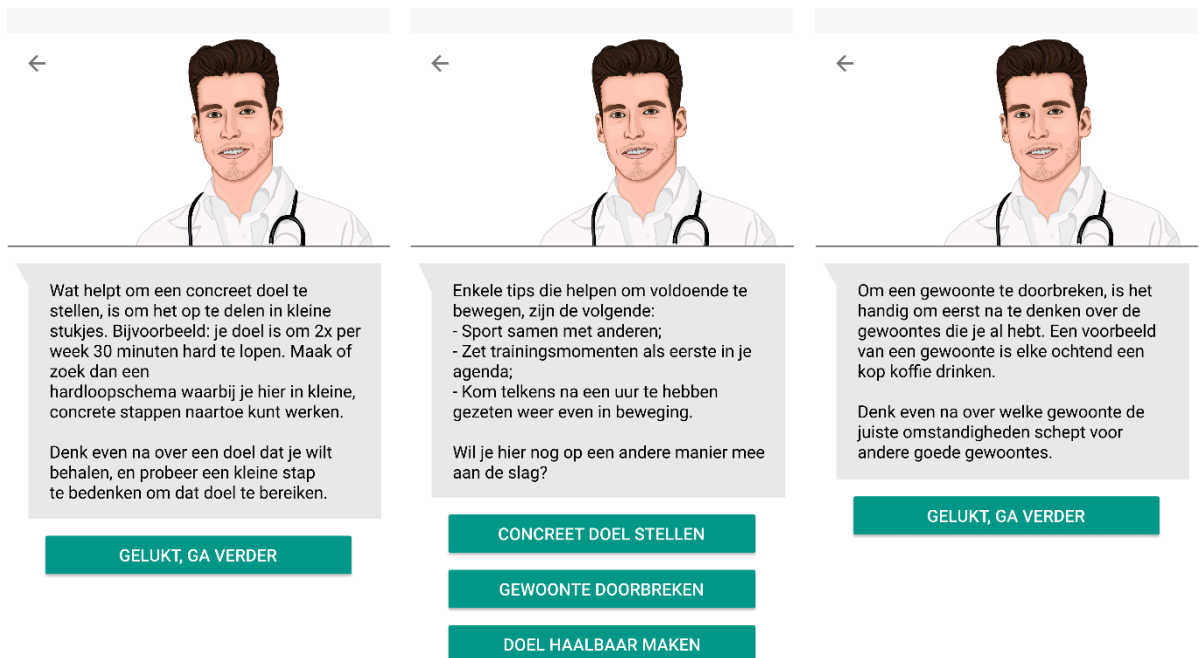 Wat helpt om een concreet doel te
stellen, is om het op te delen in kleine
stukjes. Bijvoorbeeld: je doel is om 2x per
week 30 minuten hard te lopen. Maak of
zoek dan een
hardloopschema waarbij je hier in kleine,
concrete stappen naartoe kunt werken.
Denk even na over een doel dat je wilt
behalen, en probeer een kleine stap
te bedenken om dat doel te bereiken.
GELUKT, GA VERDER
Enkele tips die helpen om voldoende te
bewegen, zijn de volgende:
- Sport samen met anderen;
- Zet trainingsmomenten als eerste in je
agenda;
- Kom telkens na een uur te hebben
gezeten weer even in beweging.
Wil je hier nog op een andere manier mee
aan de slag?
CONCREET DOEL STELLEN
GEWOONTE DOORBREKEN
DOEL HAALBAAR MAKEN
Om een gewoonte te doorbreken, is het
handig om eerst na te denken over de
gewoontes die je al hebt. Een voorbeeld
van een gewoonte is elke ochtend een
kop koffie drinken.
Denk even na over welke gewoonte de
juiste omstandigheden schept voor
andere goede gewoontes.
GELUKT, GA VERDER